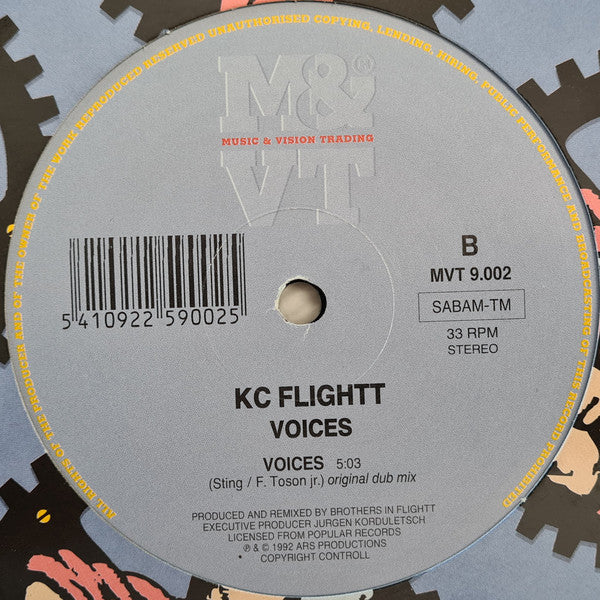 ALL RIGHTS OF THE PRODUCER AND OF THE OWNER OF THE WORK REPRODUCED RESERVED UNAUTHORISED COPYING, LENDING, HIRING, PUBLIC PERFORMANCE AND BROADCASTING OF THIS RECORD PROHIBITED
M&i®
MUSIC & VISION TRADING
VT
5 410922 590025
B
MVT 9.002
SABAM-TM
33 RPM
STEREO
KC FLIGHTT
VOICES
VOICES 5:03
(Sting / F. Toson jr.) original dub mix
PRODUCED AND REMIXED BY BROTHERS IN FLIGHTT
EXECUTIVE PRODUCER JURGEN KORDULETSCH
LICENSED FROM POPULAR RECORDS
℗ & © 1992 ARS PRODUCTIONS
* COPYRIGHT CONTROLL